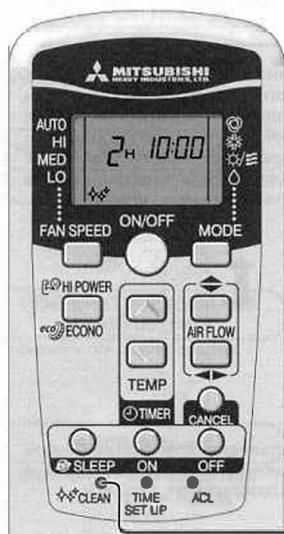 MITSUBISHI
HEAVY INDUSTRIES, LTD.
AUTO
HI
MED
LO
2H 10:00
FAN SPEED
ON/OFF
MODE
HI POWER
eco ECONO
AIR FLOW
TEMP
TIMER
CANCEL
SLEEP
ON
OFF
CLEAN
TIME
SET UP
ACL